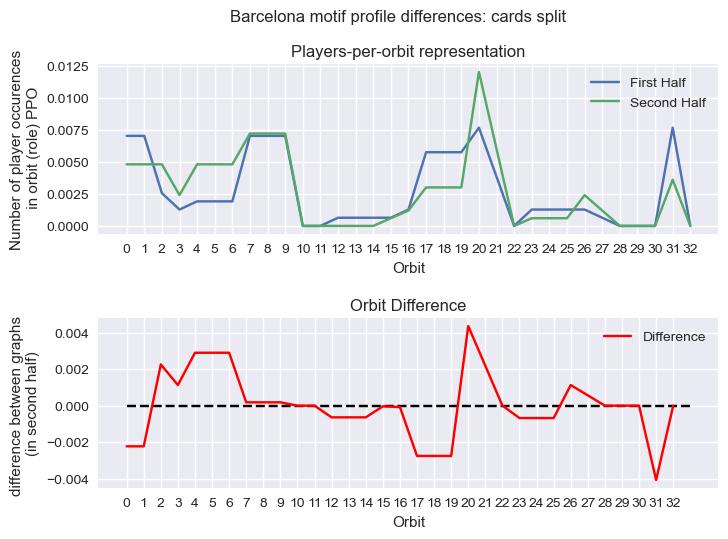 Barcelona motif profile differences: cards split
Players-per-orbit representation
Number of player occurences
in orbit (role) PPO
0.0125
0.0100
0.0075
0.0050
0.0025
0.0000
First Half
Second Half
0 1 2 3 4 5 6 7 8 9 10 11 12 13 14 15 16 17 18 19 20 21 22 23 24 25 26 27 28 29 30 31 32
Orbit
Orbit Difference
difference between graphs
(in second half)
0.004
0.002
0.000
−0.002
−0.004
Difference
0 1 2 3 4 5 6 7 8 9 10 11 12 13 14 15 16 17 18 19 20 21 22 23 24 25 26 27 28 29 30 31 32
Orbit